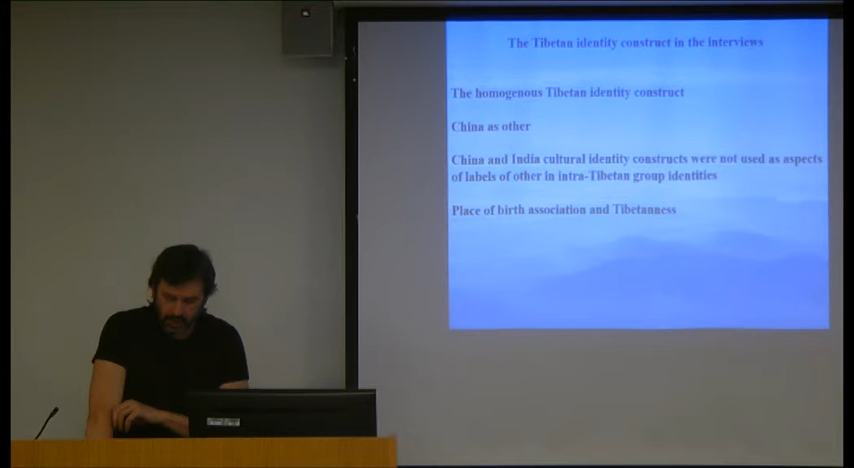 The Tibetan identity construct in the interviews
The homogenous Tibetan identity construct
China as other
China and India cultural identity constructs were not used as aspects
of labels of other in intra-Tibetan group identities
Place of birth association and Tibetanness